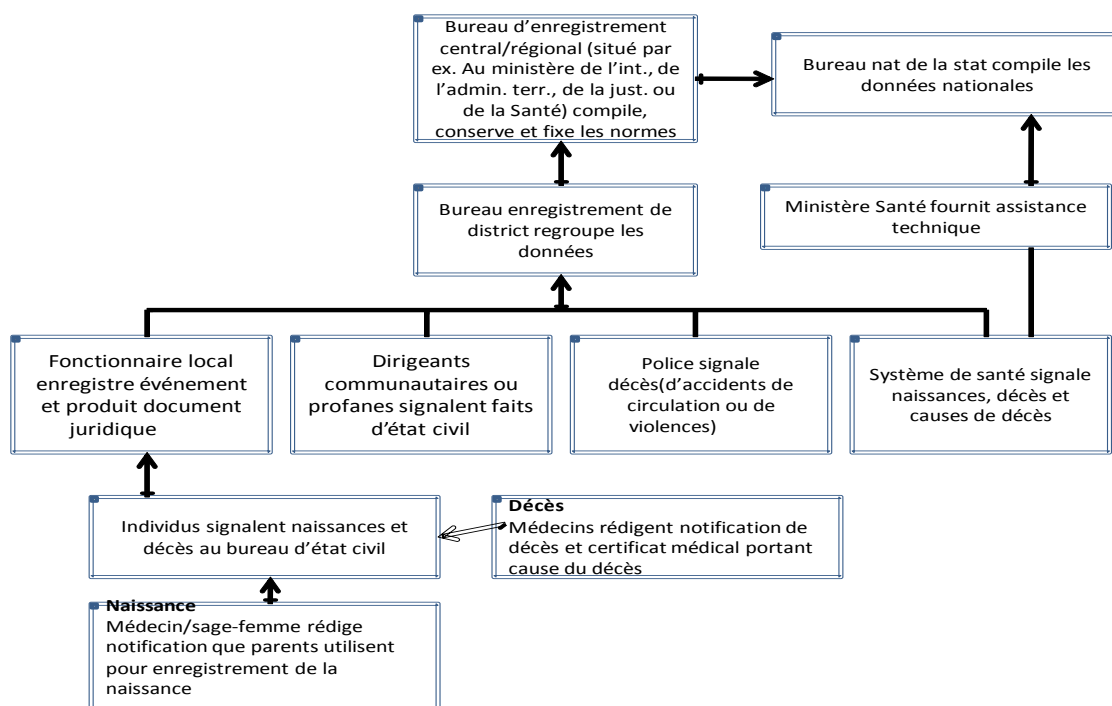 Bureau d’enregistrement
central/régional (situé par
ex. Au ministère de l’int., de
l’admin. terr., de la just. ou
de la Santé) compile,
conserve et fixe les normes
Bureau nat de la stat compile les
données nationales
Bureau enregistrement de
district regroupe les
données
Ministère Santé fournit assistance
technique
Fonctionnaire local
enregistre événement
et produit document
juridique
Dirigeants
communautaires ou
profanes signalent faits
d’état civil
Police signale
décès(d’accidents de
circulation ou de
violences)
Système de santé signale
naissances, décès et
causes de décès
Individus signalent naissances et
décès au bureau d’état civil
Décès
Médecins rédigent notification de
décès et certificat médical portant
cause du décès
Naissance
Médecin/sage-femme rédige
notification que parents utilisent
pour enregistrement de la
naissance